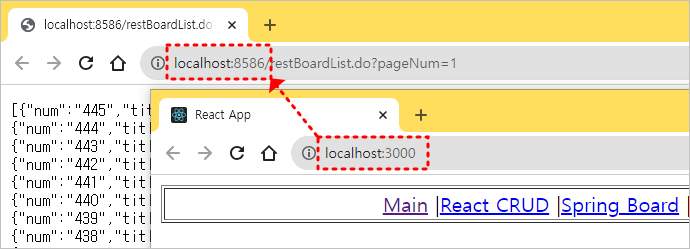 localhost:8586/restBoardList.do
localhost:8586/restBoardList.do?pageNum=1
[{"num":"445","tit
{"num":"444","tit
{"num":"443","tit
{"num":"442","tit
{"num":"441","tit
{"num":"440","tit
{"num":"439","tit
{"num":"438","tit
React App
localhost:3000
Main |React CRUD |Spring Board |